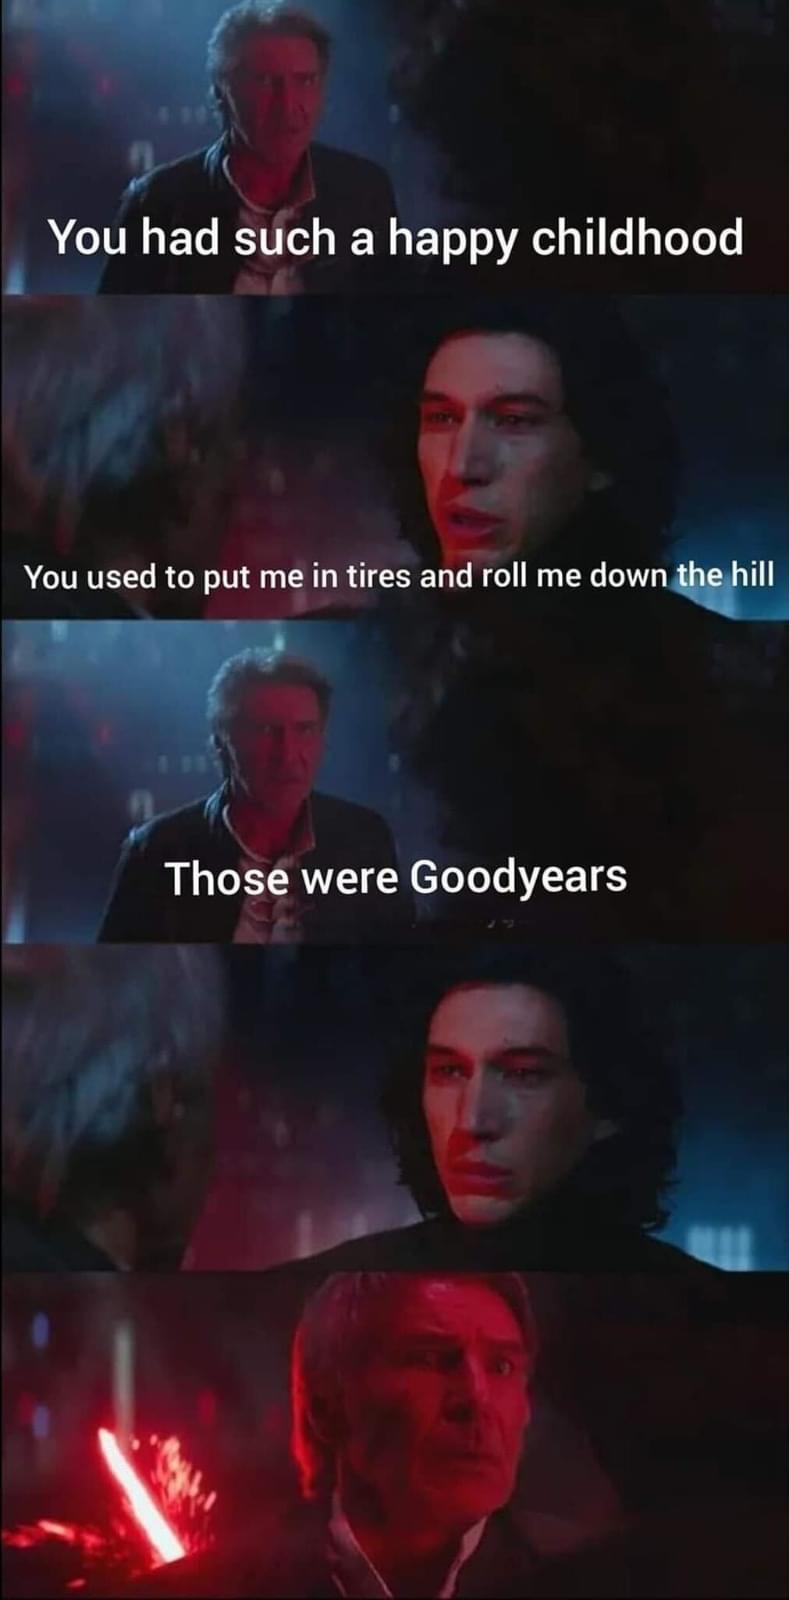 You had such a happy childhood
You used to put me in tires and roll me down the hill
Those were Goodyears